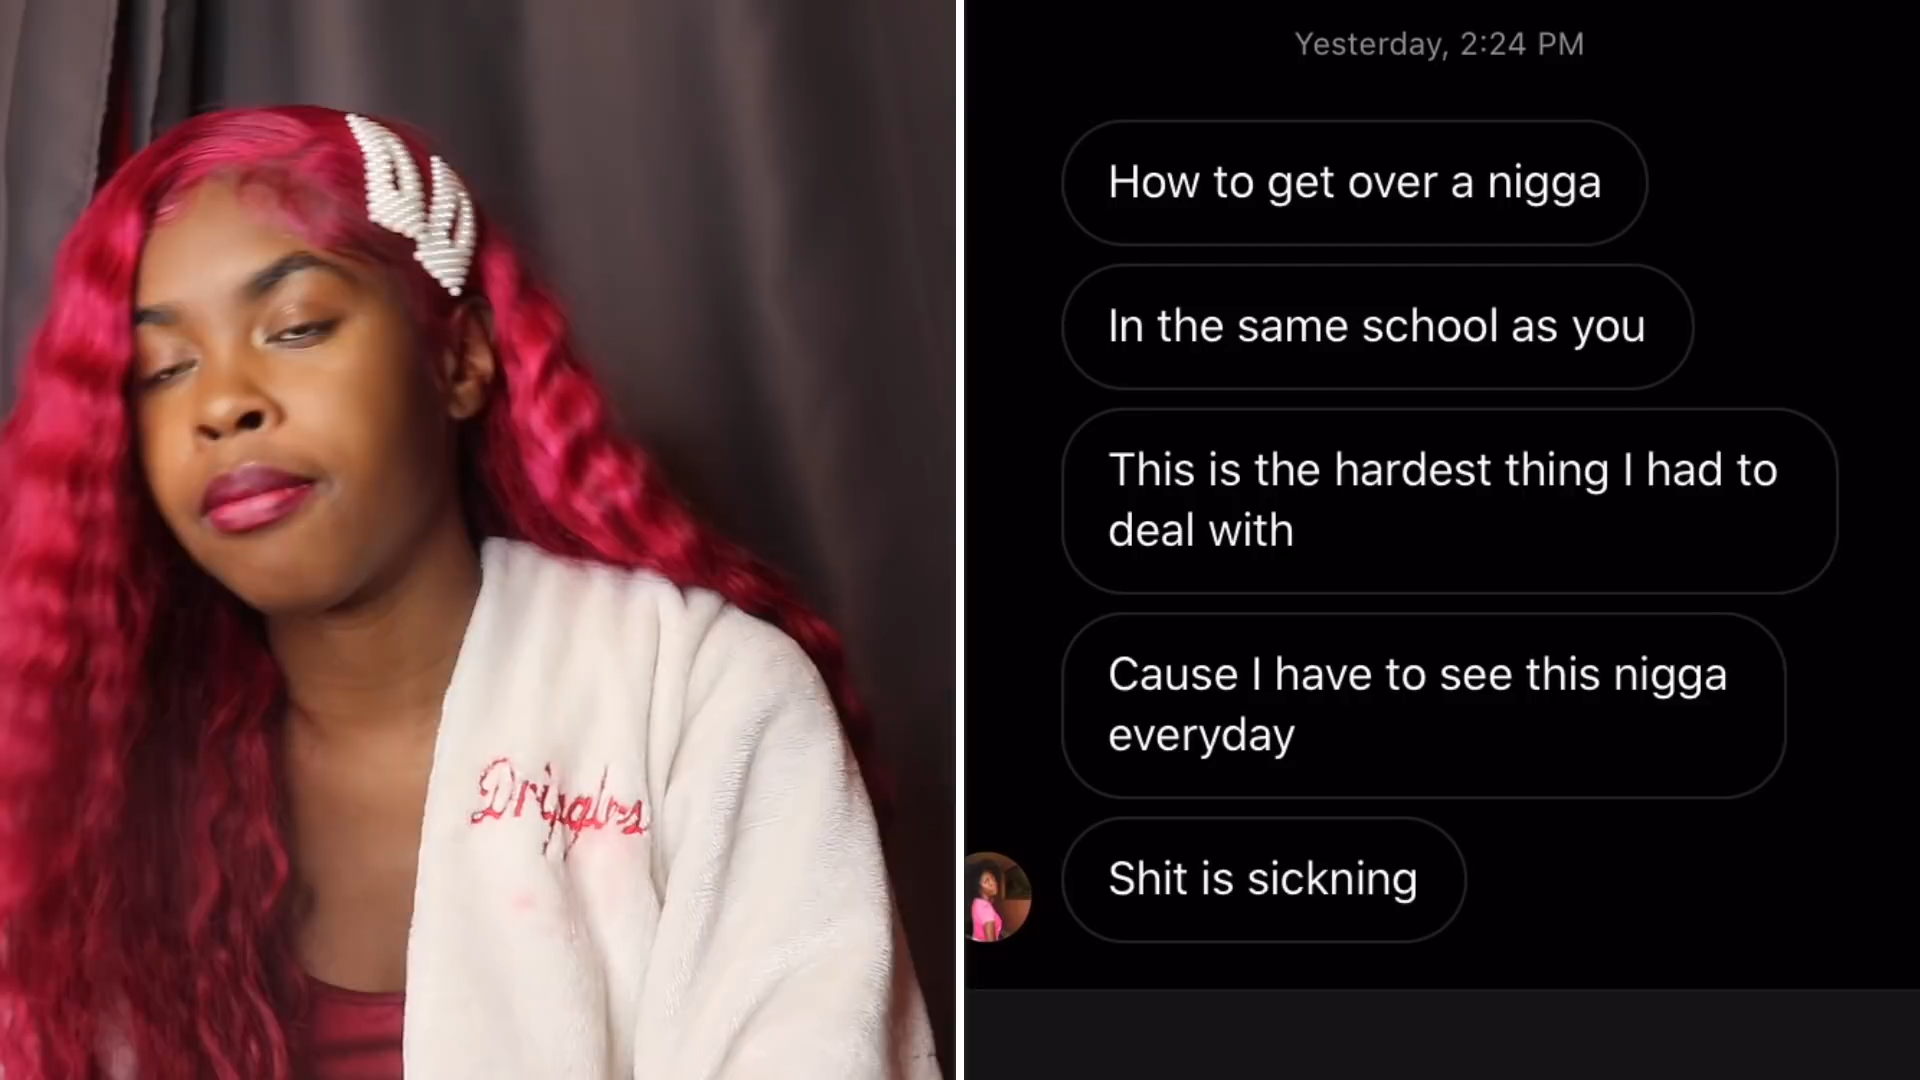 Yesterday, 2:24 PM
How to get over a nigga
In the same school as you
This is the hardest thing I had to
deal with
Cause I have to see this nigga
everyday
Shit is sickning